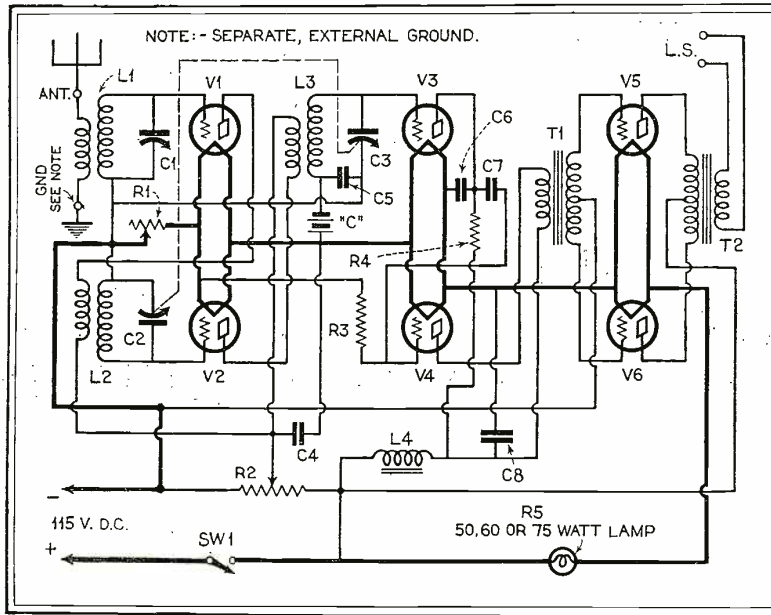 NOTE:- SEPARATE, EXTERNAL GROUND.
L.S.
L1
V1
L3
V3
V5
ANT.
C6
T1
C1
C3
C7
GND
SEE NOTE
C5
R1
"C"
R4
T2
C2
R3
L2
V2
V4
V6
C4
L4
C8
R2
-
115 V. D.C.
R5
50, 60 OR 75 WATT LAMP
SW1
+